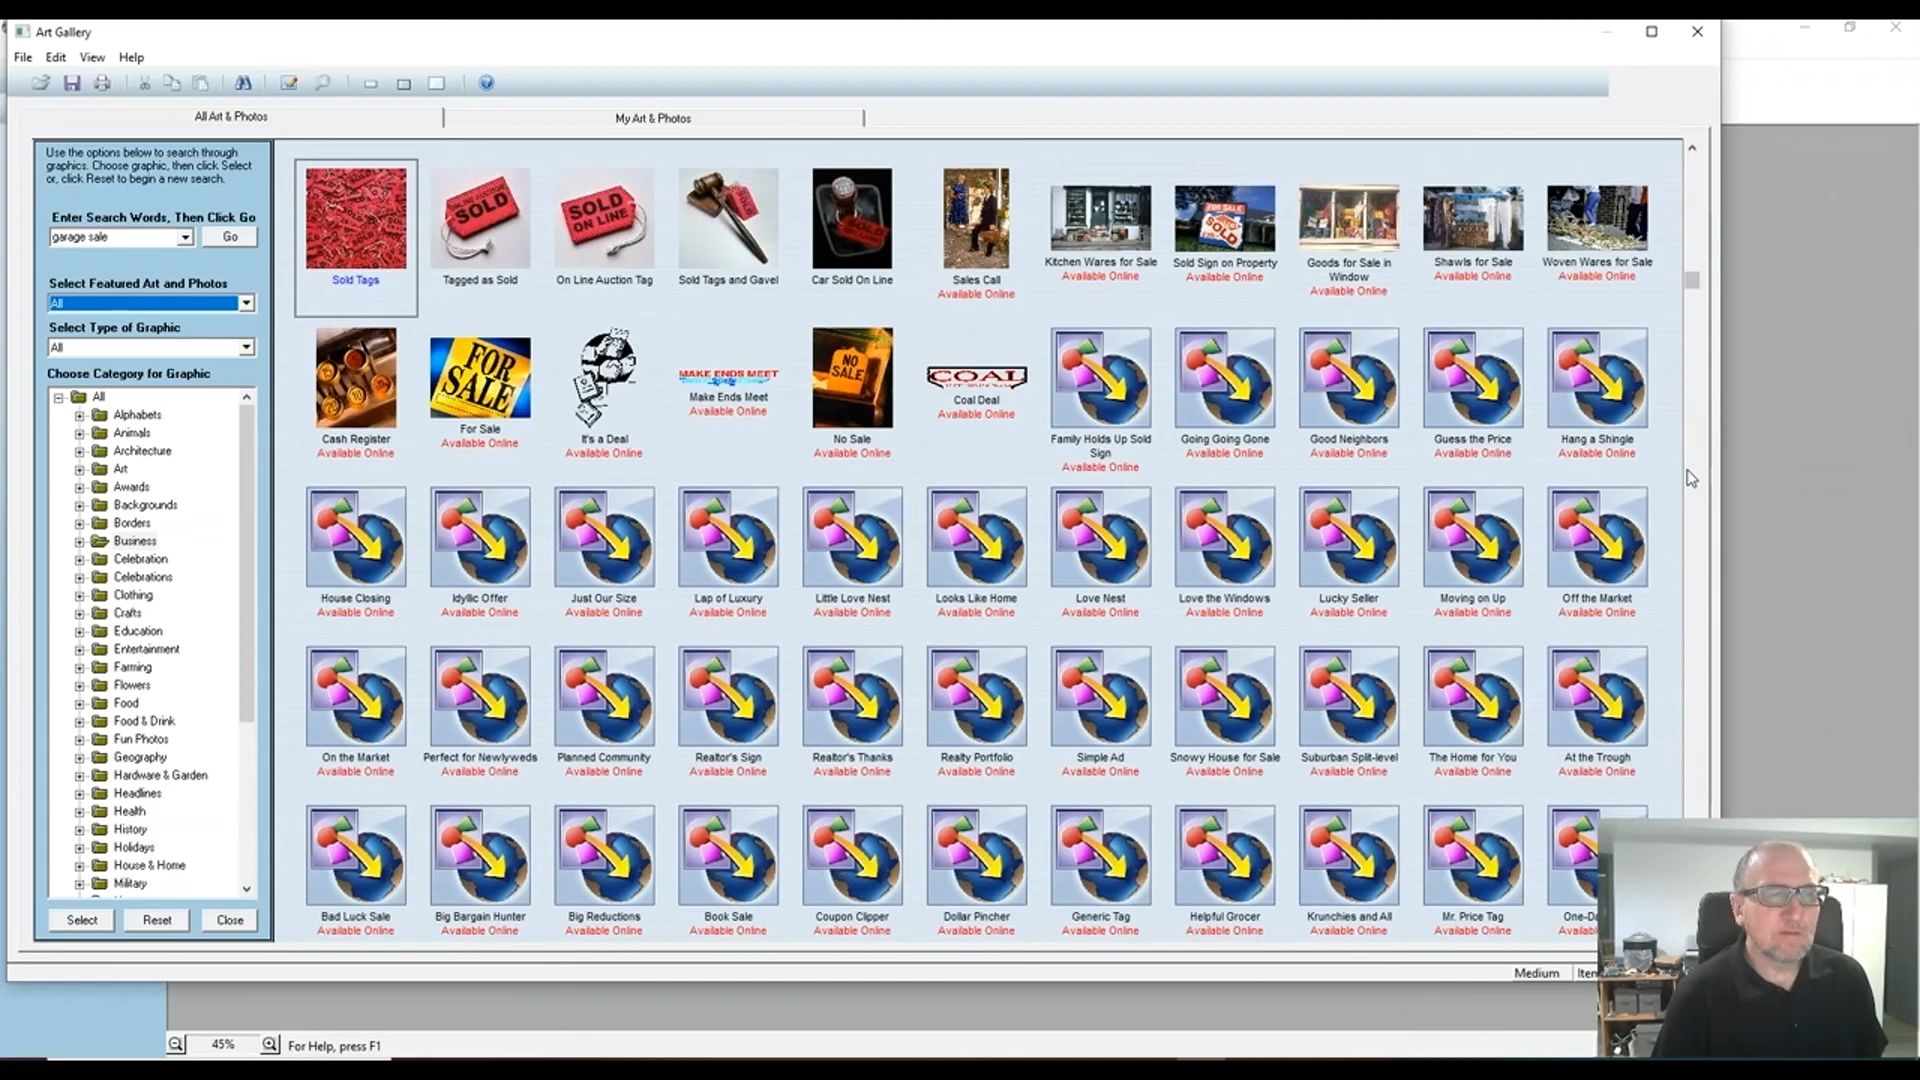 Art Gallery
File Edit View Help
All Art & Photos
My Art & Photos
Use the options below to search through
graphics. Choose graphic, then click Select
or, click Reset to begin a new search.
Enter Search Words, Then Click Go
garage sale Go
Select Featured Art and Photos
All
Select Type of Graphic
All
Choose Category for Graphic
All
Alphabets
Animals
Architecture
Art
Awards
Backgrounds
Borders
Business
Celebration
Celebrations
Clothing
Crafts
Education
Entertainment
Farming
Flowers
Food
Food & Drink
Fun Photos
Geography
Hardware & Garden
Headlines
Health
History
Holidays
House & Home
Military
Select Reset Close
SOLD
SOLD
ON LINE
FOR SALE
SOLD
Sold Tags
Tagged as Sold
On Line Auction Tag
Sold Tags and Gavel
Car Sold On Line
Sales Call
Available Online
Kitchen Wares for Sale
Available Online
Sold Sign on Property
Available Online
Goods for Sale in
Window
Available Online
Shawls for Sale
Available Online
Woven Wares for Sale
Available Online
FOR
SALE
MAKE ENDS MEET
NO
SALE
COAL
Cash Register
Available Online
For Sale
Available Online
It's a Deal
Available Online
Make Ends Meet
Available Online
No Sale
Available Online
Coal Deal
Available Online
Family Holds Up Sold
Sign
Available Online
Going Going Gone
Available Online
Good Neighbors
Available Online
Guess the Price
Available Online
Hang a Shingle
Available Online
House Closing
Available Online
Idyllic Offer
Available Online
Just Our Size
Available Online
Lap of Luxury
Available Online
Little Love Nest
Available Online
Looks Like Home
Available Online
Love Nest
Available Online
Love the Windows
Available Online
Lucky Seller
Available Online
Moving on Up
Available Online
Off the Market
Available Online
On the Market
Available Online
Perfect for Newlyweds
Available Online
Planned Community
Available Online
Realtor's Sign
Available Online
Realtor's Thanks
Available Online
Realty Portfolio
Available Online
Simple Ad
Available Online
Snowy House for Sale
Available Online
Suburban Split-level
Available Online
The Home for You
Available Online
At the Trough
Available Online
Bad Luck Sale
Available Online
Big Bargain Hunter
Available Online
Big Reductions
Available Online
Book Sale
Available Online
Coupon Clipper
Available Online
Dollar Pincher
Available Online
Generic Tag
Available Online
Helpful Grocer
Available Online
Krunchies and All
Available Online
Mr. Price Tag
Available Online
Medium
45% For Help, press F1